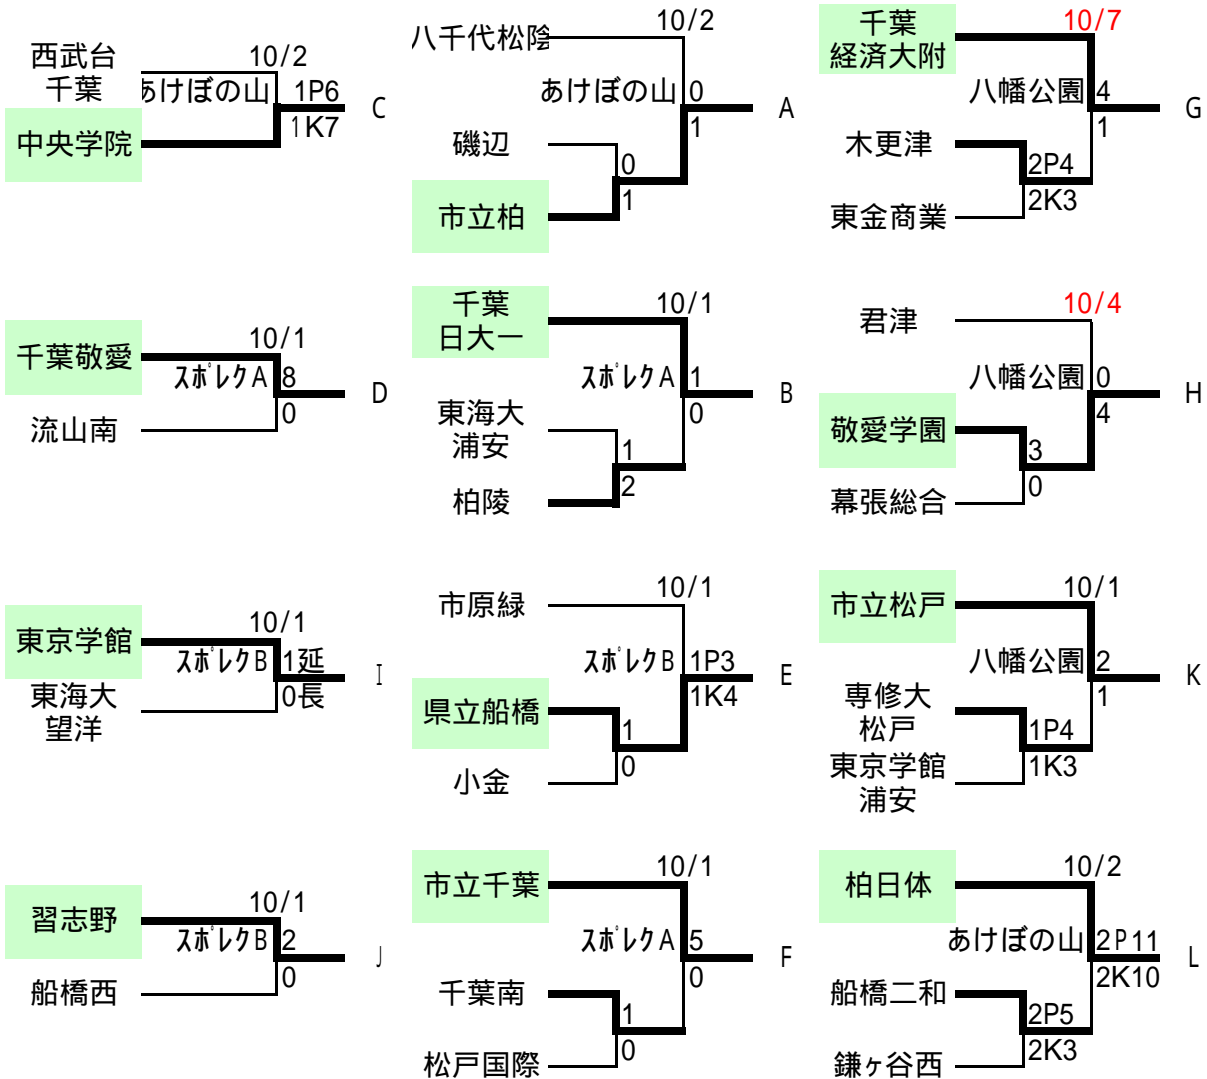 西武台
千葉
10/2
あけぼの山
1P6
1K7
C
中央学院
八千代松陰
10/2
あけぼの山
0
1
A
磯辺
0
1
市立柏
千葉
経済大附
10/7
八幡公園
4
1
G
木更津
2P4
2K3
東金商業
千葉敬愛
10/1
スポレクA
8
0
D
流山南
千葉
日大一
10/1
スポレクA
1
0
B
東海大
浦安
1
2
柏陵
君津
10/4
八幡公園
0
4
H
敬愛学園
3
0
幕張総合
東京学館
10/1
スポレクB
1延
0長
I
東海大
望洋
市原緑
10/1
スポレクB
1P3
1K4
E
県立船橋
1
0
小金
市立松戸
10/1
八幡公園
2
1
K
専修大
松戸
1P4
1K3
東京学館
浦安
習志野
10/1
スポレクB
2
0
J
船橋西
市立千葉
10/1
スポレクA
5
0
F
千葉南
1
0
松戸国際
柏日体
10/2
あけぼの山
2P11
2K10
L
船橋二和
2P5
2K3
鎌ヶ谷西